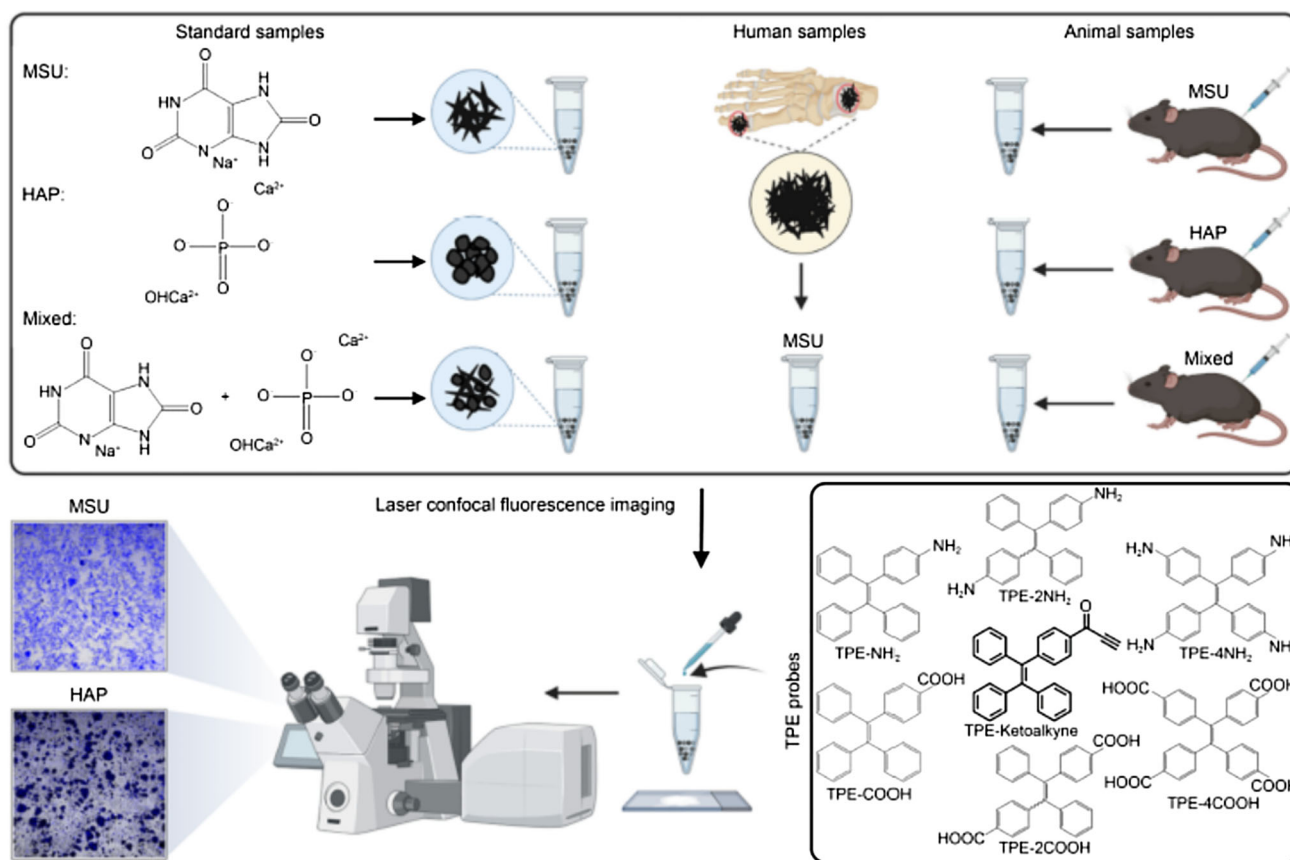 Standard samples
Human samples
Animal samples
MSU:
O
H
N
HN
O
O
N
N
H
Na⁺
MSU
HAP:
Ca²⁺
O⁻
O
P
O⁻
O
OHCa²⁺
HAP
Mixed:
O
H
N
HN
O
O
N
N
H
Na⁺
+
Ca²⁺
O⁻
O⁻
P
O⁻
O
OHCa²⁺
MSU
Mixed
MSU
Laser confocal fluorescence imaging
HAP
TPE probes
NH₂
H₂N
TPE-2NH₂
NH₂
TPE-NH₂
H₂N
NH
H₂N
NH
TPE-4NH₂
O
TPE-Ketoalkyne
COOH
TPE-COOH
COOH
HOOC
TPE-2COOH
HOOC
COOH
HOOC
COOH
TPE-4COOH